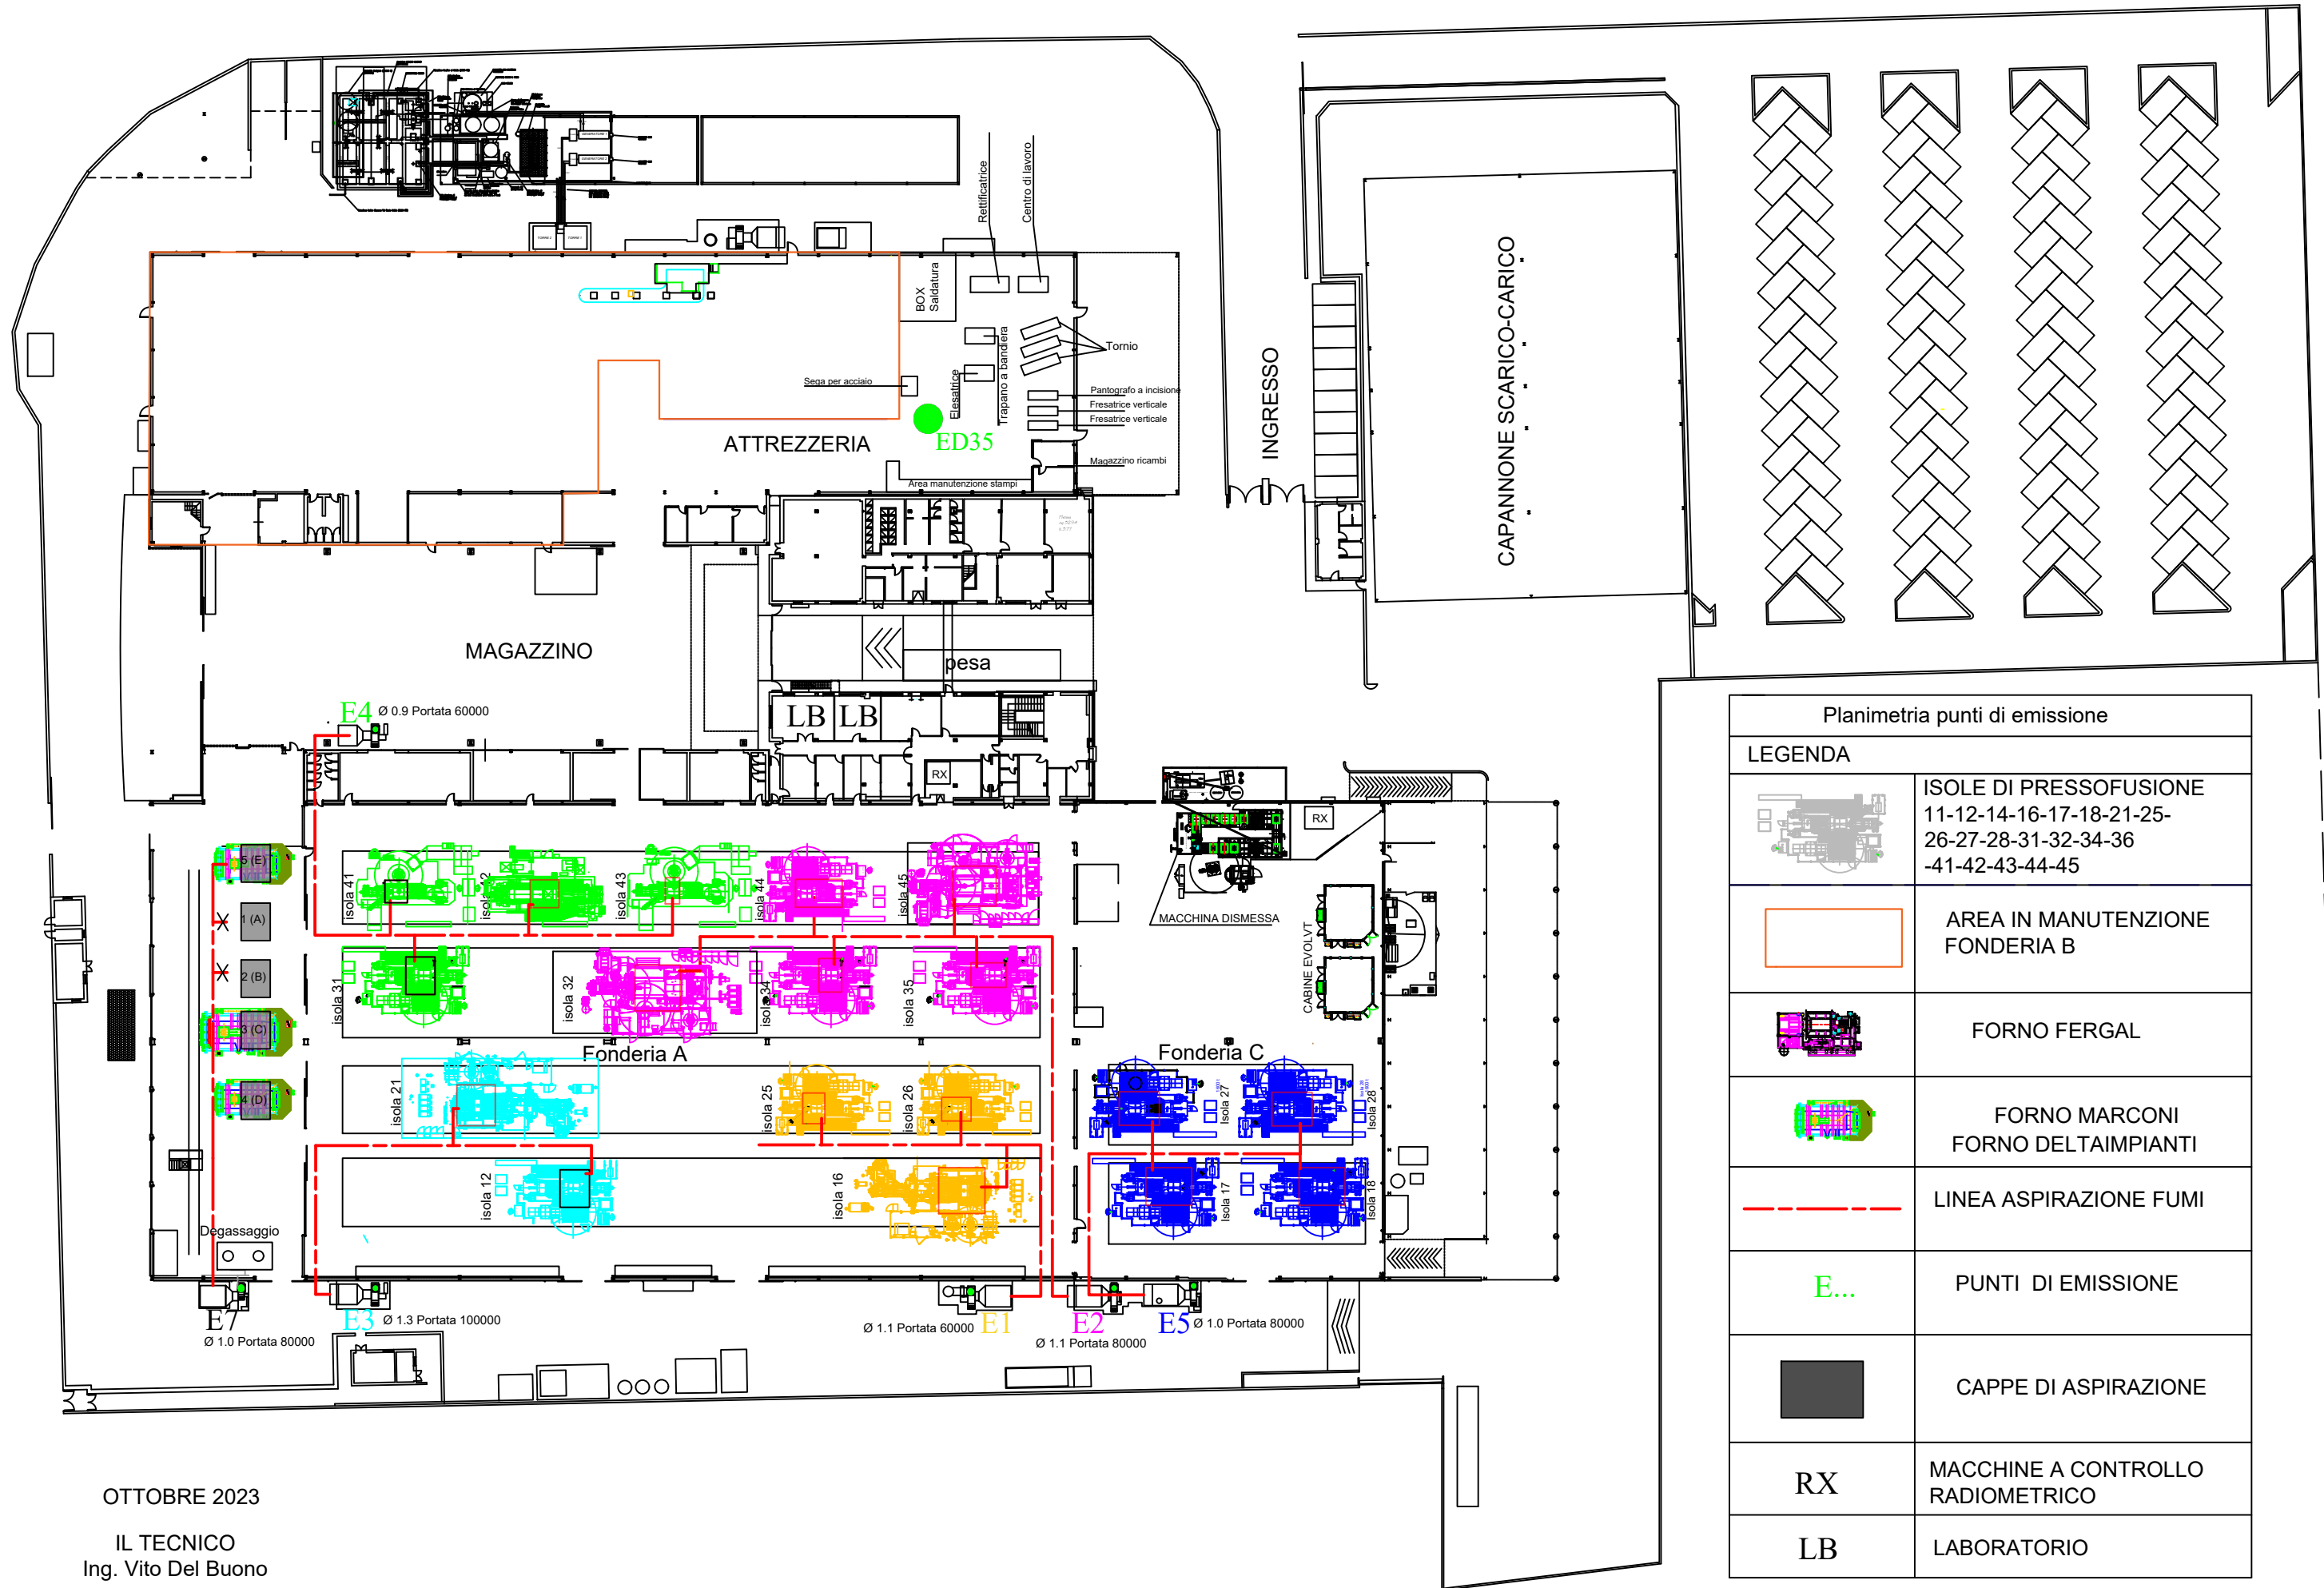 Rettificatrice
Centro di lavoro
BOX
Saldatura
Tornio
Trapano a bandiera
Elesatrice
Sega per acciaio
Pantografo a incisione
Fresatrice verticale
Fresatrice verticale
ED35
ATTREZZERIA
Magazzino ricambi
Area manutenzione stampi
INGRESSO
CAPANNONE SCARICO-CARICO
MAGAZZINO
pesa
E4 Ø 0.9 Portata 60000
LB LB
RX
RX
MACCHINA DISMESSA
CABINE EVOLVT
5 (E)
1 (A)
2 (B)
3 (C)
4 (D)
isola 41
isola 43
isola 44
isola 45
isola 31
isola 32
isola 34
isola 35
Fonderia A
Fonderia C
isola 21
isola 25
isola 26
Isola 27
Isola 28
isola 12
isola 16
Isola 17
Isola 18
Degassaggio
E7
Ø 1.0 Portata 80000
E3 Ø 1.3 Portata 100000
Ø 1.1 Portata 60000 E1
E2
Ø 1.1 Portata 80000
E5 Ø 1.0 Portata 80000
Planimetria punti di emissione
LEGENDA
ISOLE DI PRESSOFUSIONE
11-12-14-16-17-18-21-25-
26-27-28-31-32-34-36
-41-42-43-44-45
AREA IN MANUTENZIONE
FONDERIA B
FORNO FERGAL
FORNO MARCONI
FORNO DELTAIMPIANTI
LINEA ASPIRAZIONE FUMI
E... PUNTI DI EMISSIONE
CAPPE DI ASPIRAZIONE
RX MACCHINE A CONTROLLO
RADIOMETRICO
LB LABORATORIO
OTTOBRE 2023
IL TECNICO
Ing. Vito Del Buono